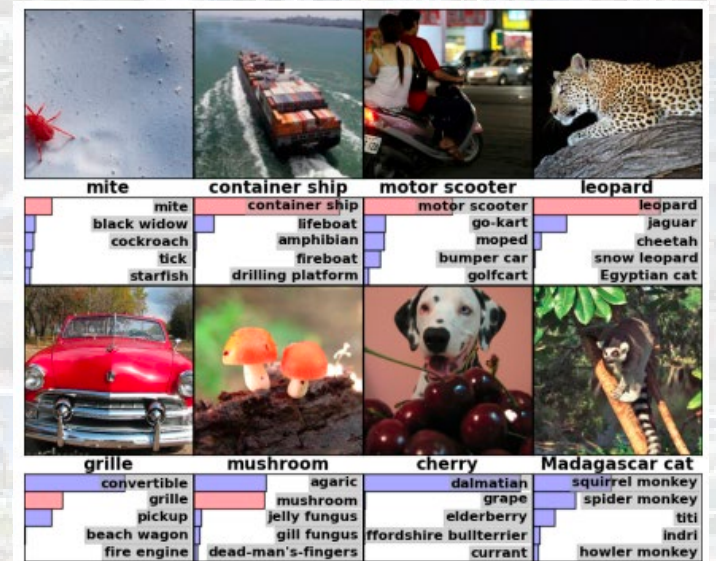 mite container ship motor scooter leopard
mite
black widow
cockroach
tick
starfish
container ship
lifeboat
amphibian
fireboat
drilling platform
motor scooter
go-kart
moped
bumper car
golfcart
leopard
jaguar
cheetah
snow leopard
Egyptian cat
grille mushroom cherry Madagascar cat
convertible
grille
pickup
beach wagon
fire engine
agaric
mushroom
jelly fungus
gill fungus
dead-man's-fingers
dalmatian
grape
elderberry
ffordshire bullterrier
currant
squirrel monkey
spider monkey
titi
indri
howler monkey